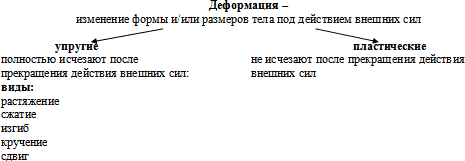 Деформация –
изменение формы и/или размеров тела под действием внешних сил
упругие
полностью исчезают после
прекращения действия внешних сил:
виды:
растяжение
сжатие
изгиб
кручение
сдвиг
пластические
не исчезают после прекращения действия
внешних сил